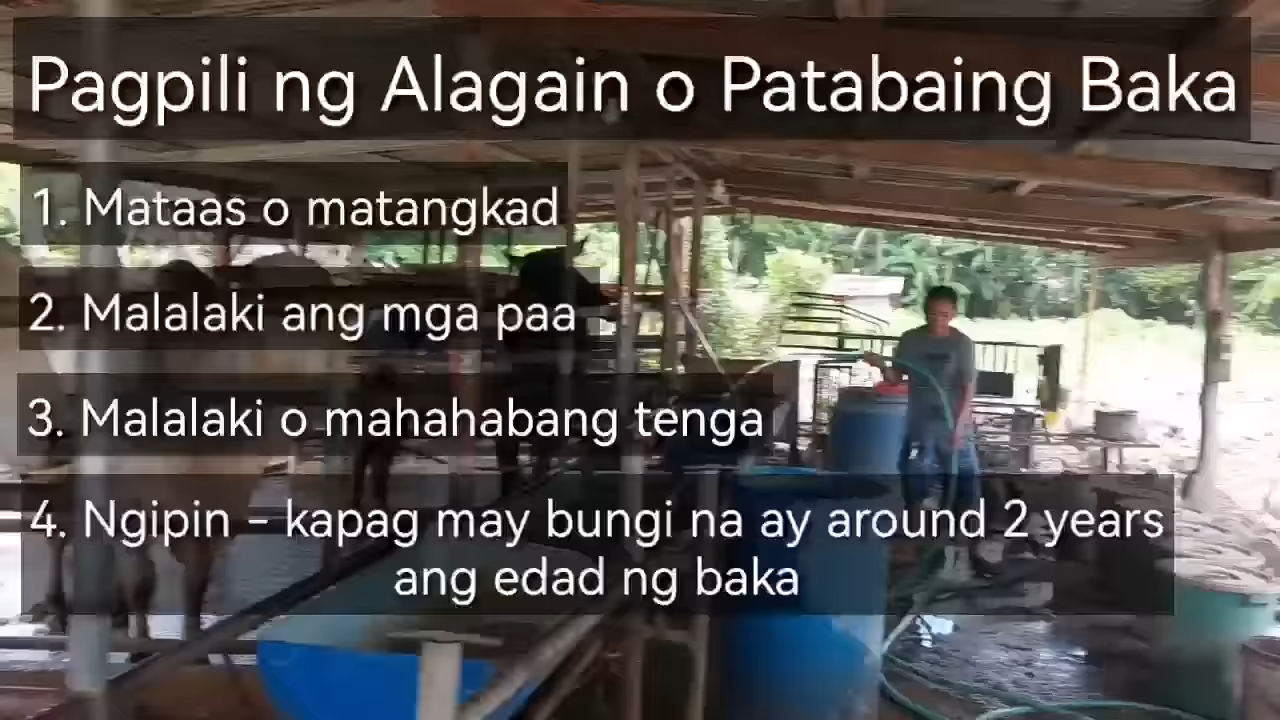 Pagpili ng Alagain o Patabaing Baka
1. Mataas o matangkad
2. Malalaki ang mga paa
3. Malalaki o mahahabang tenga
4. Ngipin - kapag may bungi na ay around 2 years
ang edad ng baka